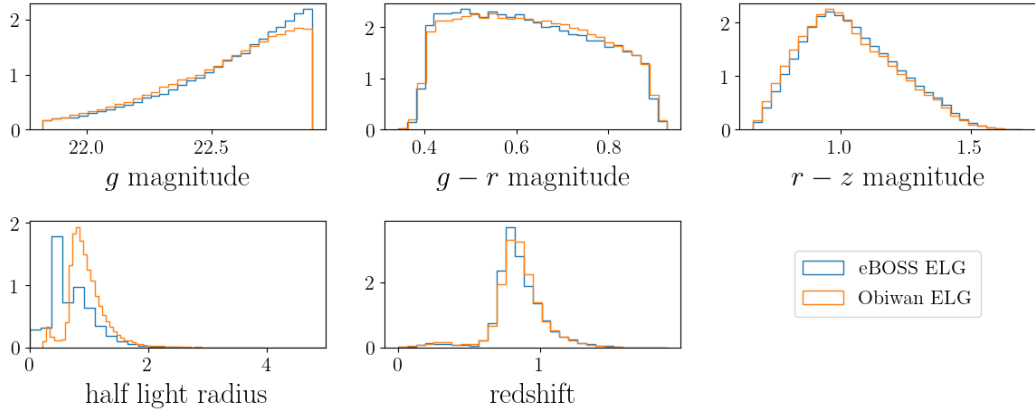 2
1
0
22.0 22.5
g magnitude
2
1
0
0.4 0.6 0.8
g − r magnitude
2
1
0
1.0 1.5
r − z magnitude
2
1
0
0 2 4
half light radius
2
0
0 1
redshift
eBOSS ELG
Obiwan ELG